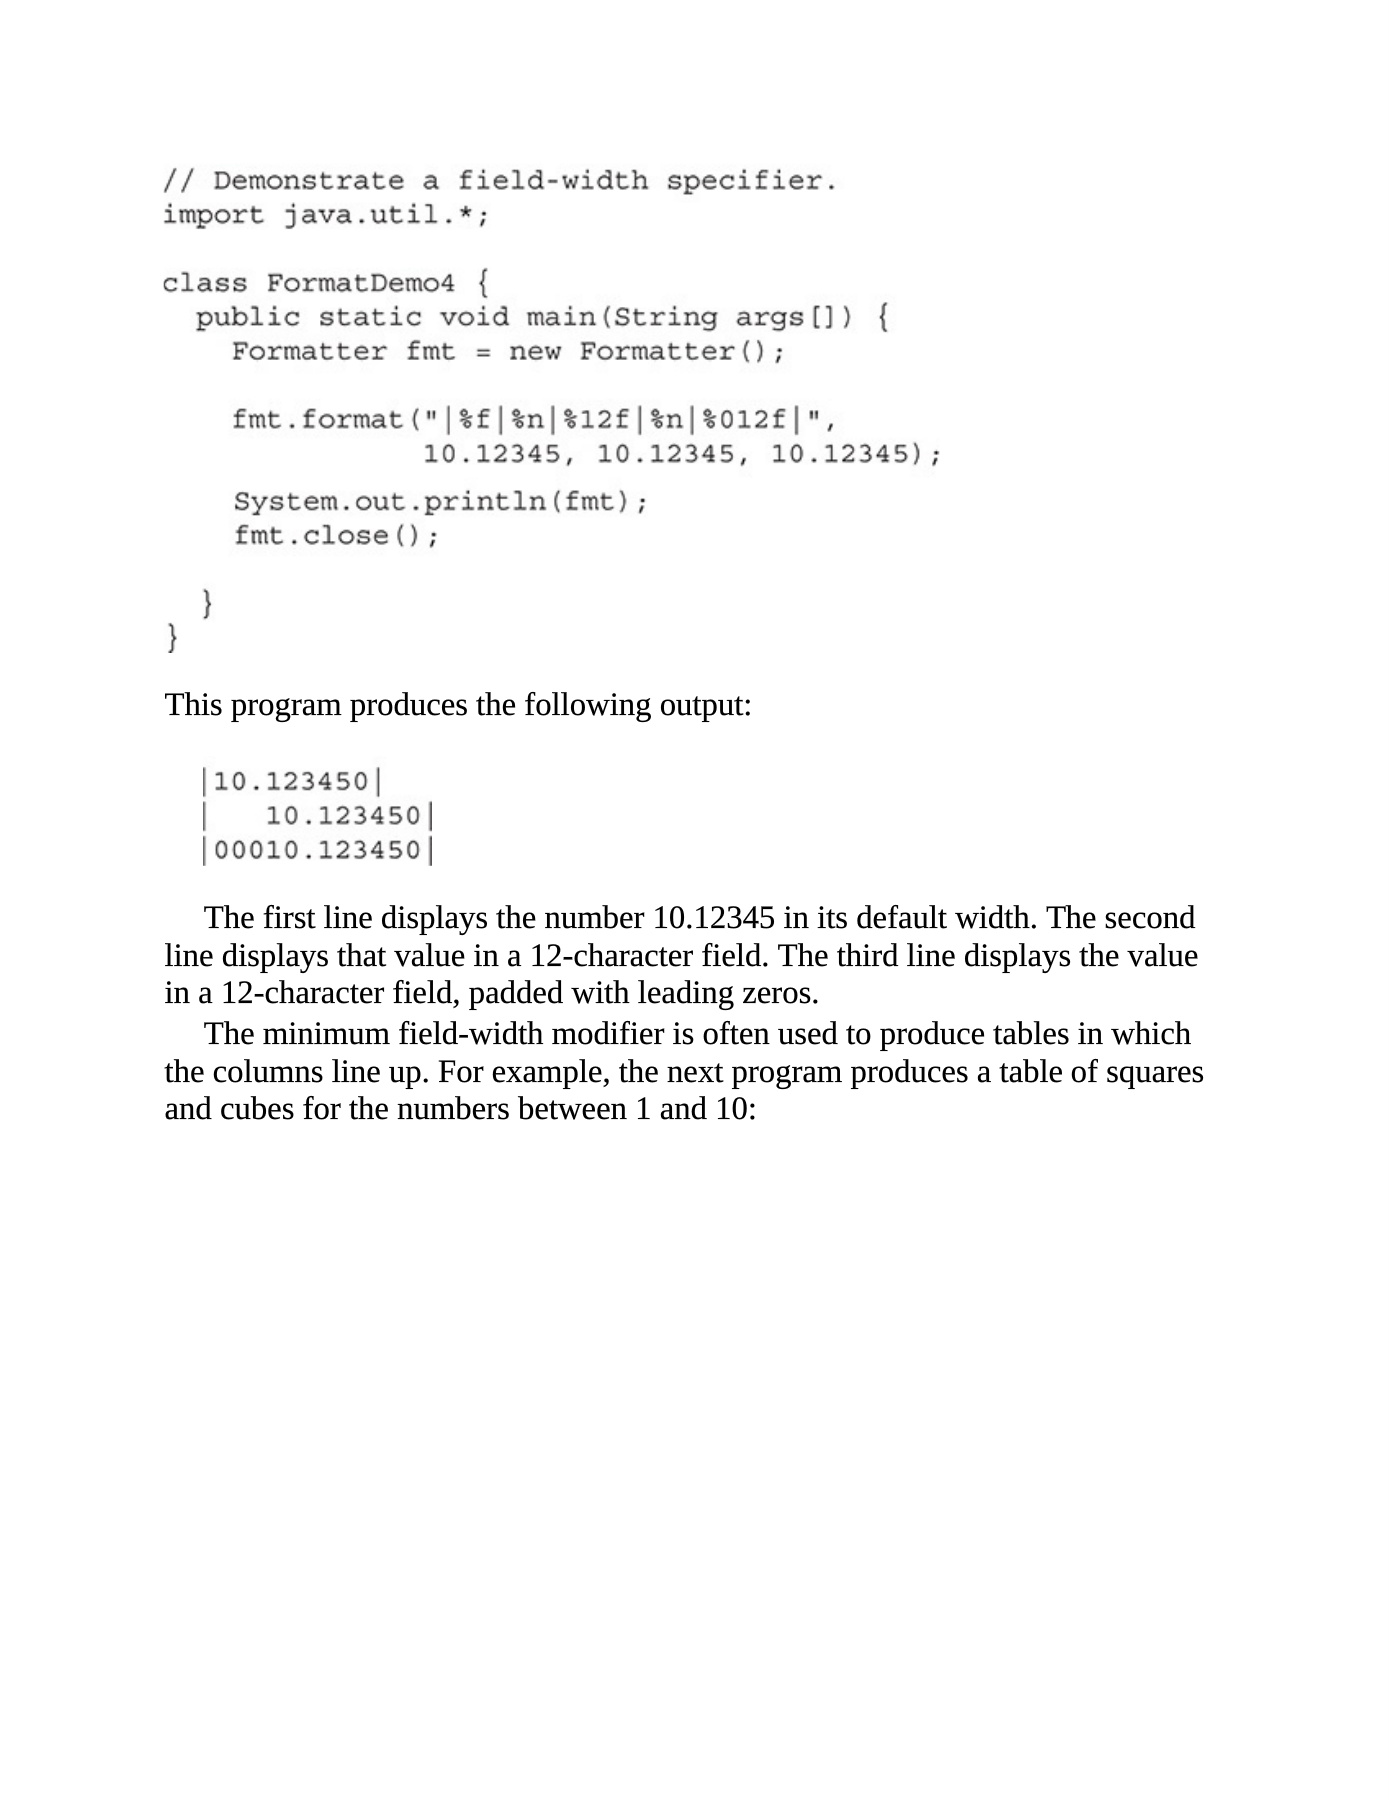 // Demonstrate a field-width specifier.
import java.util.*;

class FormatDemo4 {
  public static void main(String args[]) {
    Formatter fmt = new Formatter();

    fmt.format("|%f|%n|%12f|%n|%012f|",
               10.12345, 10.12345, 10.12345);
    System.out.println(fmt);
    fmt.close();

  }
}
This program produces the following output:
|10.123450|
|   10.123450|
|00010.123450|
The first line displays the number 10.12345 in its default width. The second
line displays that value in a 12-character field. The third line displays the value
in a 12-character field, padded with leading zeros.
The minimum field-width modifier is often used to produce tables in which
the columns line up. For example, the next program produces a table of squares
and cubes for the numbers between 1 and 10: